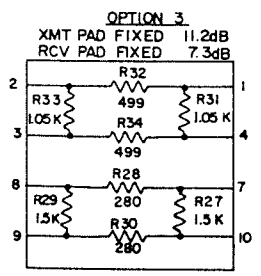 OPTION 3
XMT PAD FIXED 11.2dB
RCV PAD FIXED 7.3dB
2 R32 1
499
R33 R31
1.05 K 1.05 K
3 R34 4
499
8 R28 7
280
R29 R27
1.5K 1.5 K
9 R30 10
280